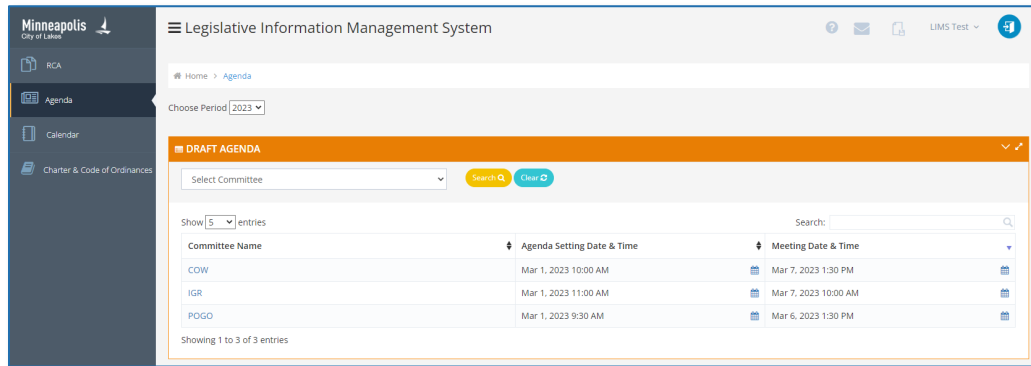 Minneapolis
City of Lakes
Legislative Information Management System
LIMS Test
RCA
Agenda
Calendar
Charter & Code of Ordinances
Home > Agenda
Choose Period 2023
DRAFT AGENDA
Select Committee Search Clear
Show 5 entries Search:
Committee Name Agenda Setting Date & Time Meeting Date & Time
COW Mar 1, 2023 10:00 AM Mar 7, 2023 1:30 PM
IGR Mar 1, 2023 11:00 AM Mar 7, 2023 10:00 AM
POGO Mar 1, 2023 9:30 AM Mar 6, 2023 1:30 PM
Showing 1 to 3 of 3 entries